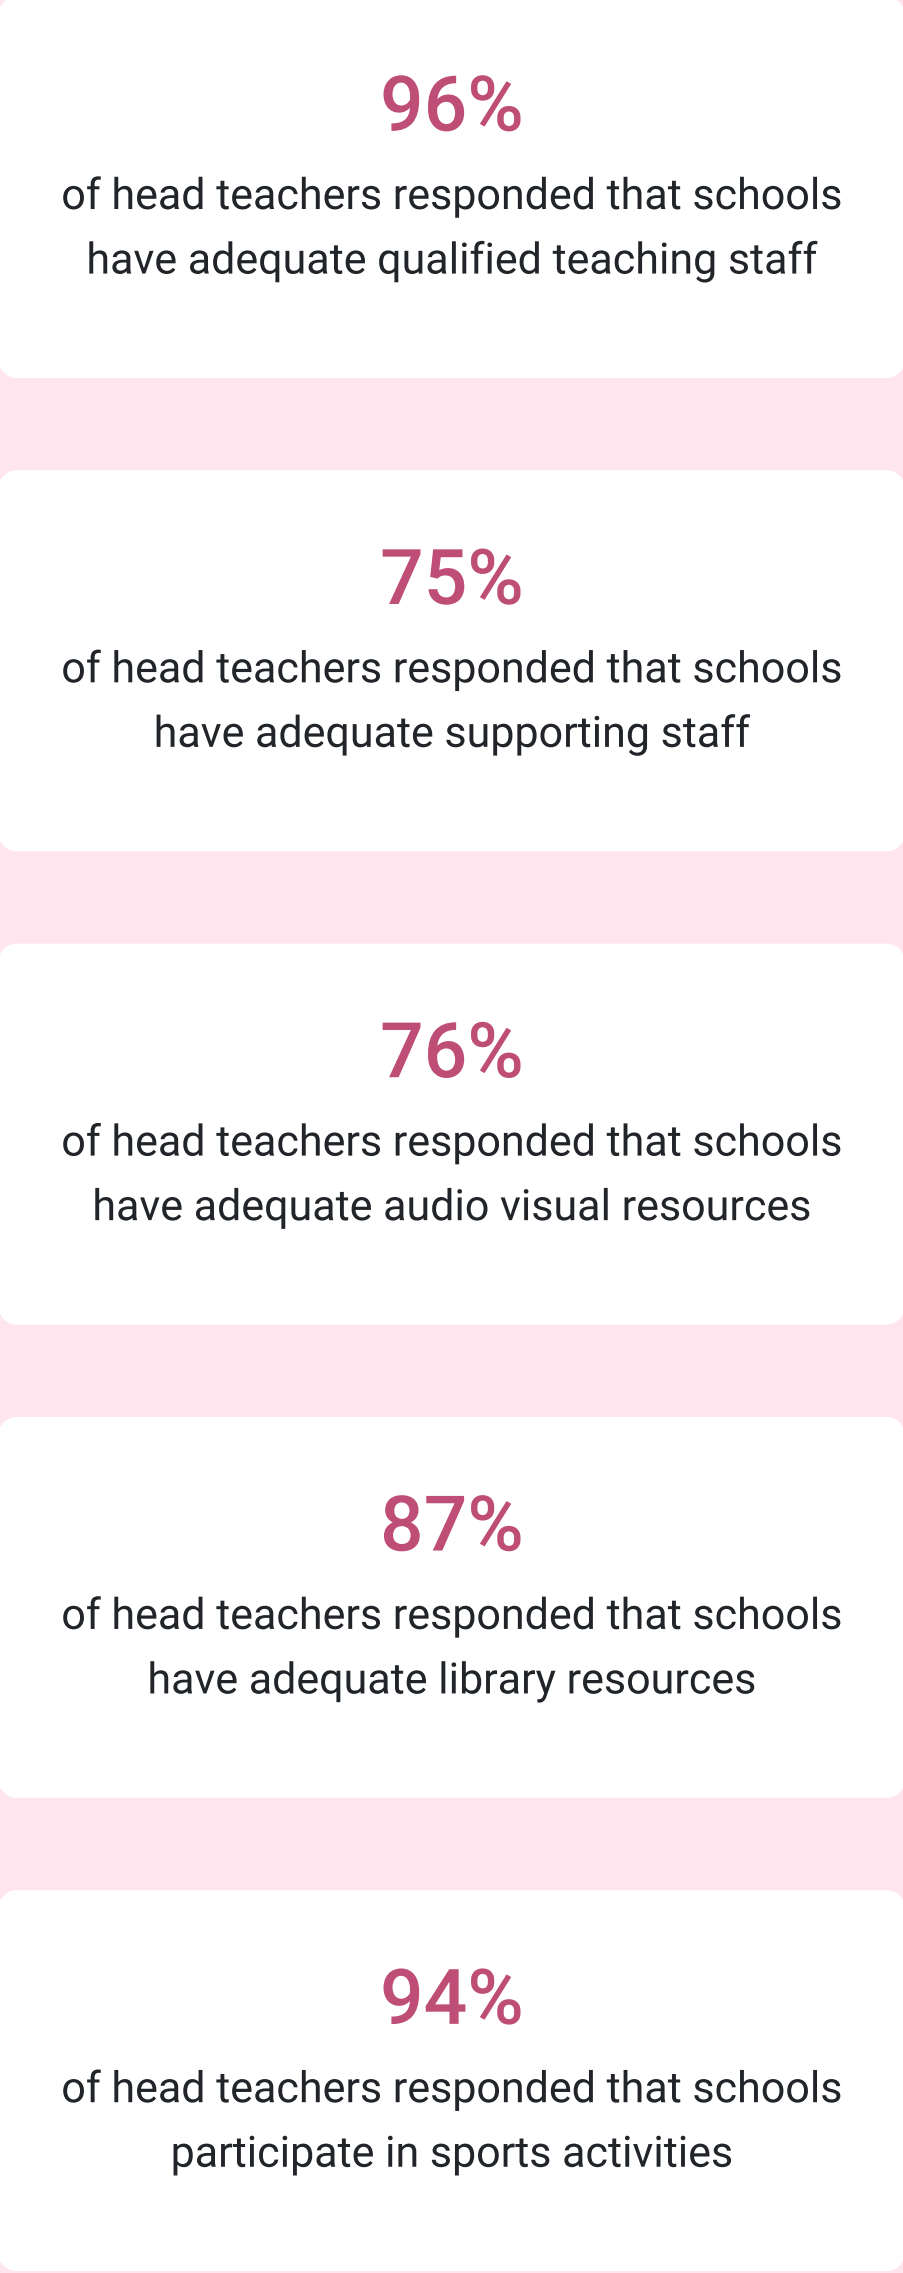 96%
of head teachers responded that schools
have adequate qualified teaching staff
75%
of head teachers responded that schools
have adequate supporting staff
76%
of head teachers responded that schools
have adequate audio visual resources
87%
of head teachers responded that schools
have adequate library resources
94%
of head teachers responded that schools
participate in sports activities